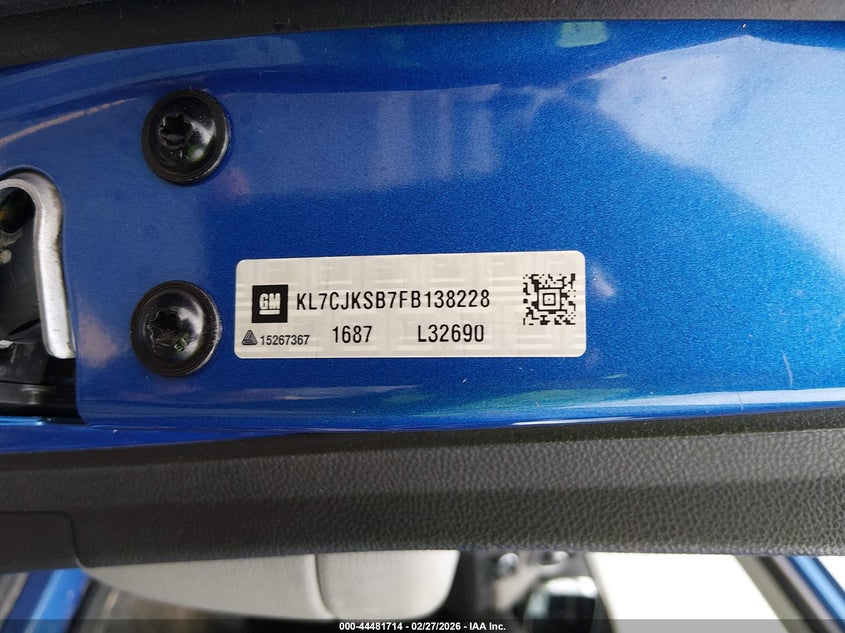 GM KL7CJKSB7FB138228
15267367 1687 L32690
000-44481714 | 02/27/2026 | IAA Inc.